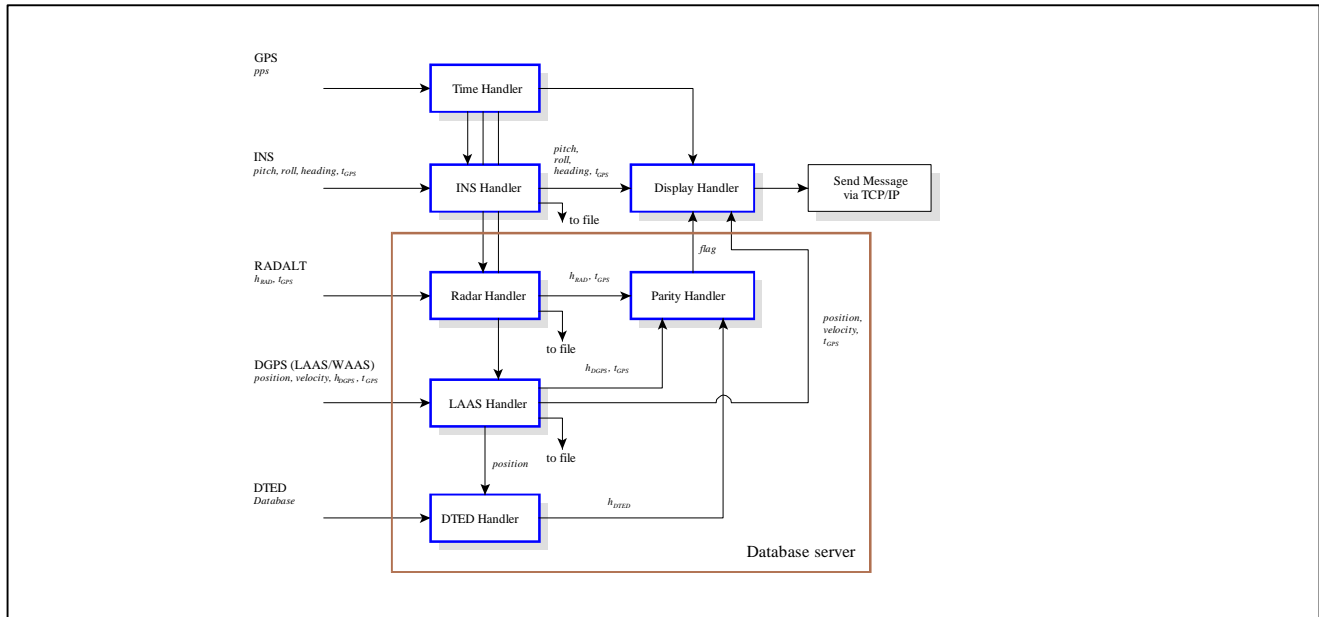 GPS
pps
Time Handler
INS
pitch, roll, heading, tGPS
INS Handler
pitch,
roll,
heading, tGPS
Display Handler
Send Message
via TCP/IP
to file
flag
RADALT
hRAD, tGPS
Radar Handler
hRAD, tGPS
Parity Handler
to file
position,
velocity,
tGPS
DGPS (LAAS/WAAS)
position, velocity, hDGPS, tGPS
hDGPS, tGPS
LAAS Handler
to file
position
DTED
Database
DTED Handler
hDTED
Database server